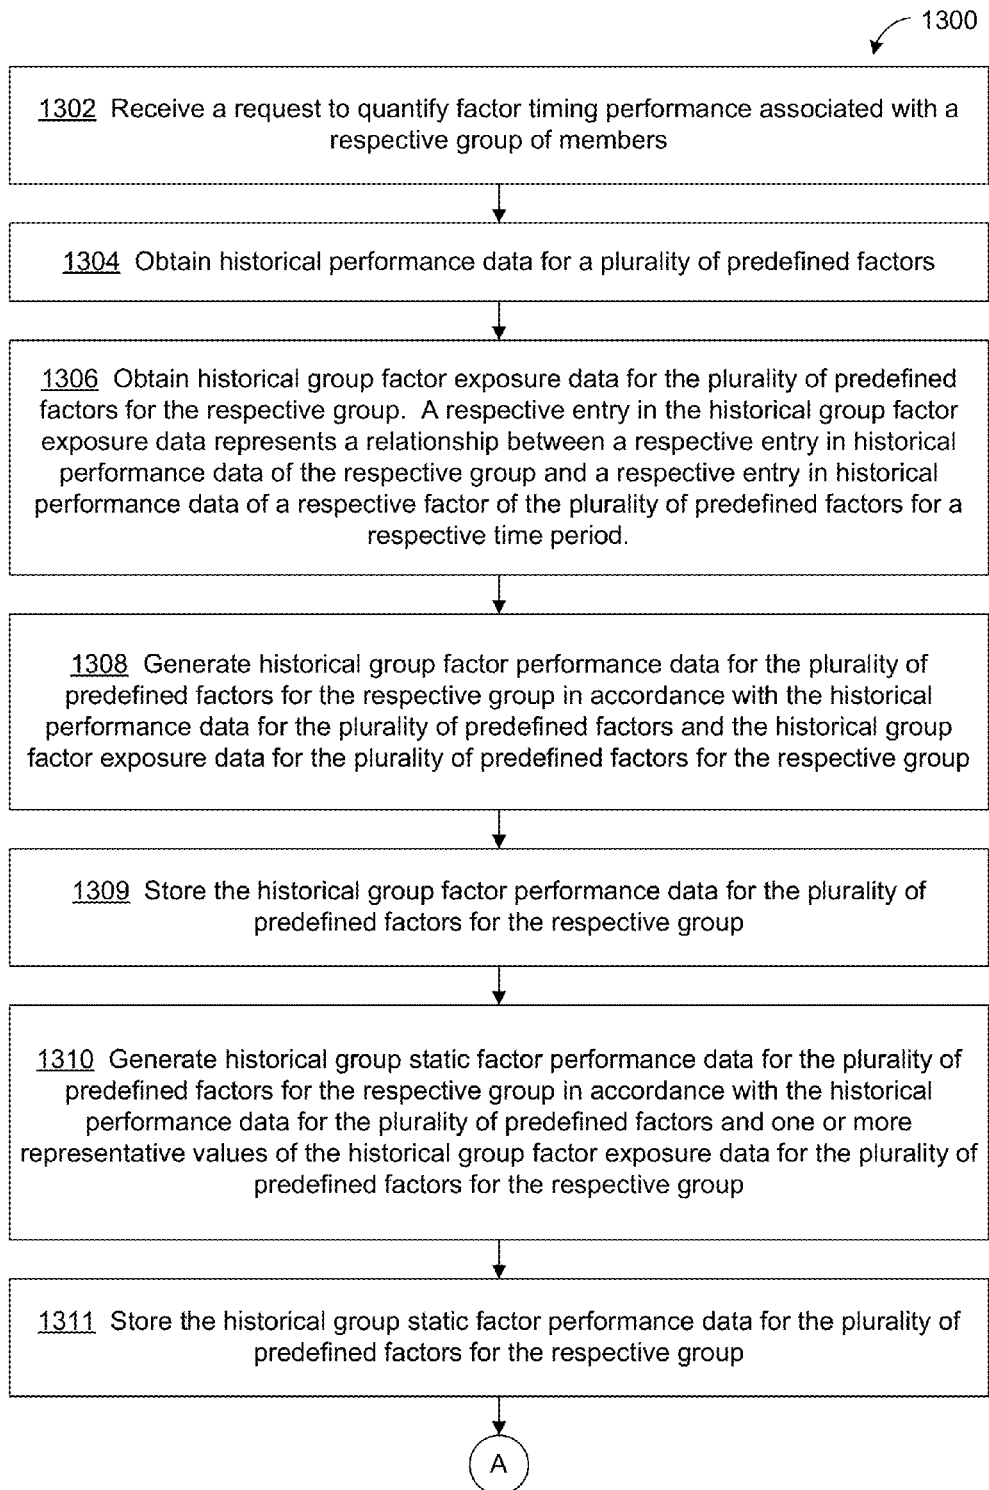 1300
1302 Receive a request to quantify factor timing performance associated with a
respective group of members
1304 Obtain historical performance data for a plurality of predefined factors
1306 Obtain historical group factor exposure data for the plurality of predefined
factors for the respective group. A respective entry in the historical group factor
exposure data represents a relationship between a respective entry in historical
performance data of the respective group and a respective entry in historical
performance data of a respective factor of the plurality of predefined factors for a
respective time period.
1308 Generate historical group factor performance data for the plurality of
predefined factors for the respective group in accordance with the historical
performance data for the plurality of predefined factors and the historical group
factor exposure data for the plurality of predefined factors for the respective group
1309 Store the historical group factor performance data for the plurality of
predefined factors for the respective group
1310 Generate historical group static factor performance data for the plurality of
predefined factors for the respective group in accordance with the historical
performance data for the plurality of predefined factors and one or more
representative values of the historical group factor exposure data for the plurality of
predefined factors for the respective group
1311 Store the historical group static factor performance data for the plurality of
predefined factors for the respective group
A